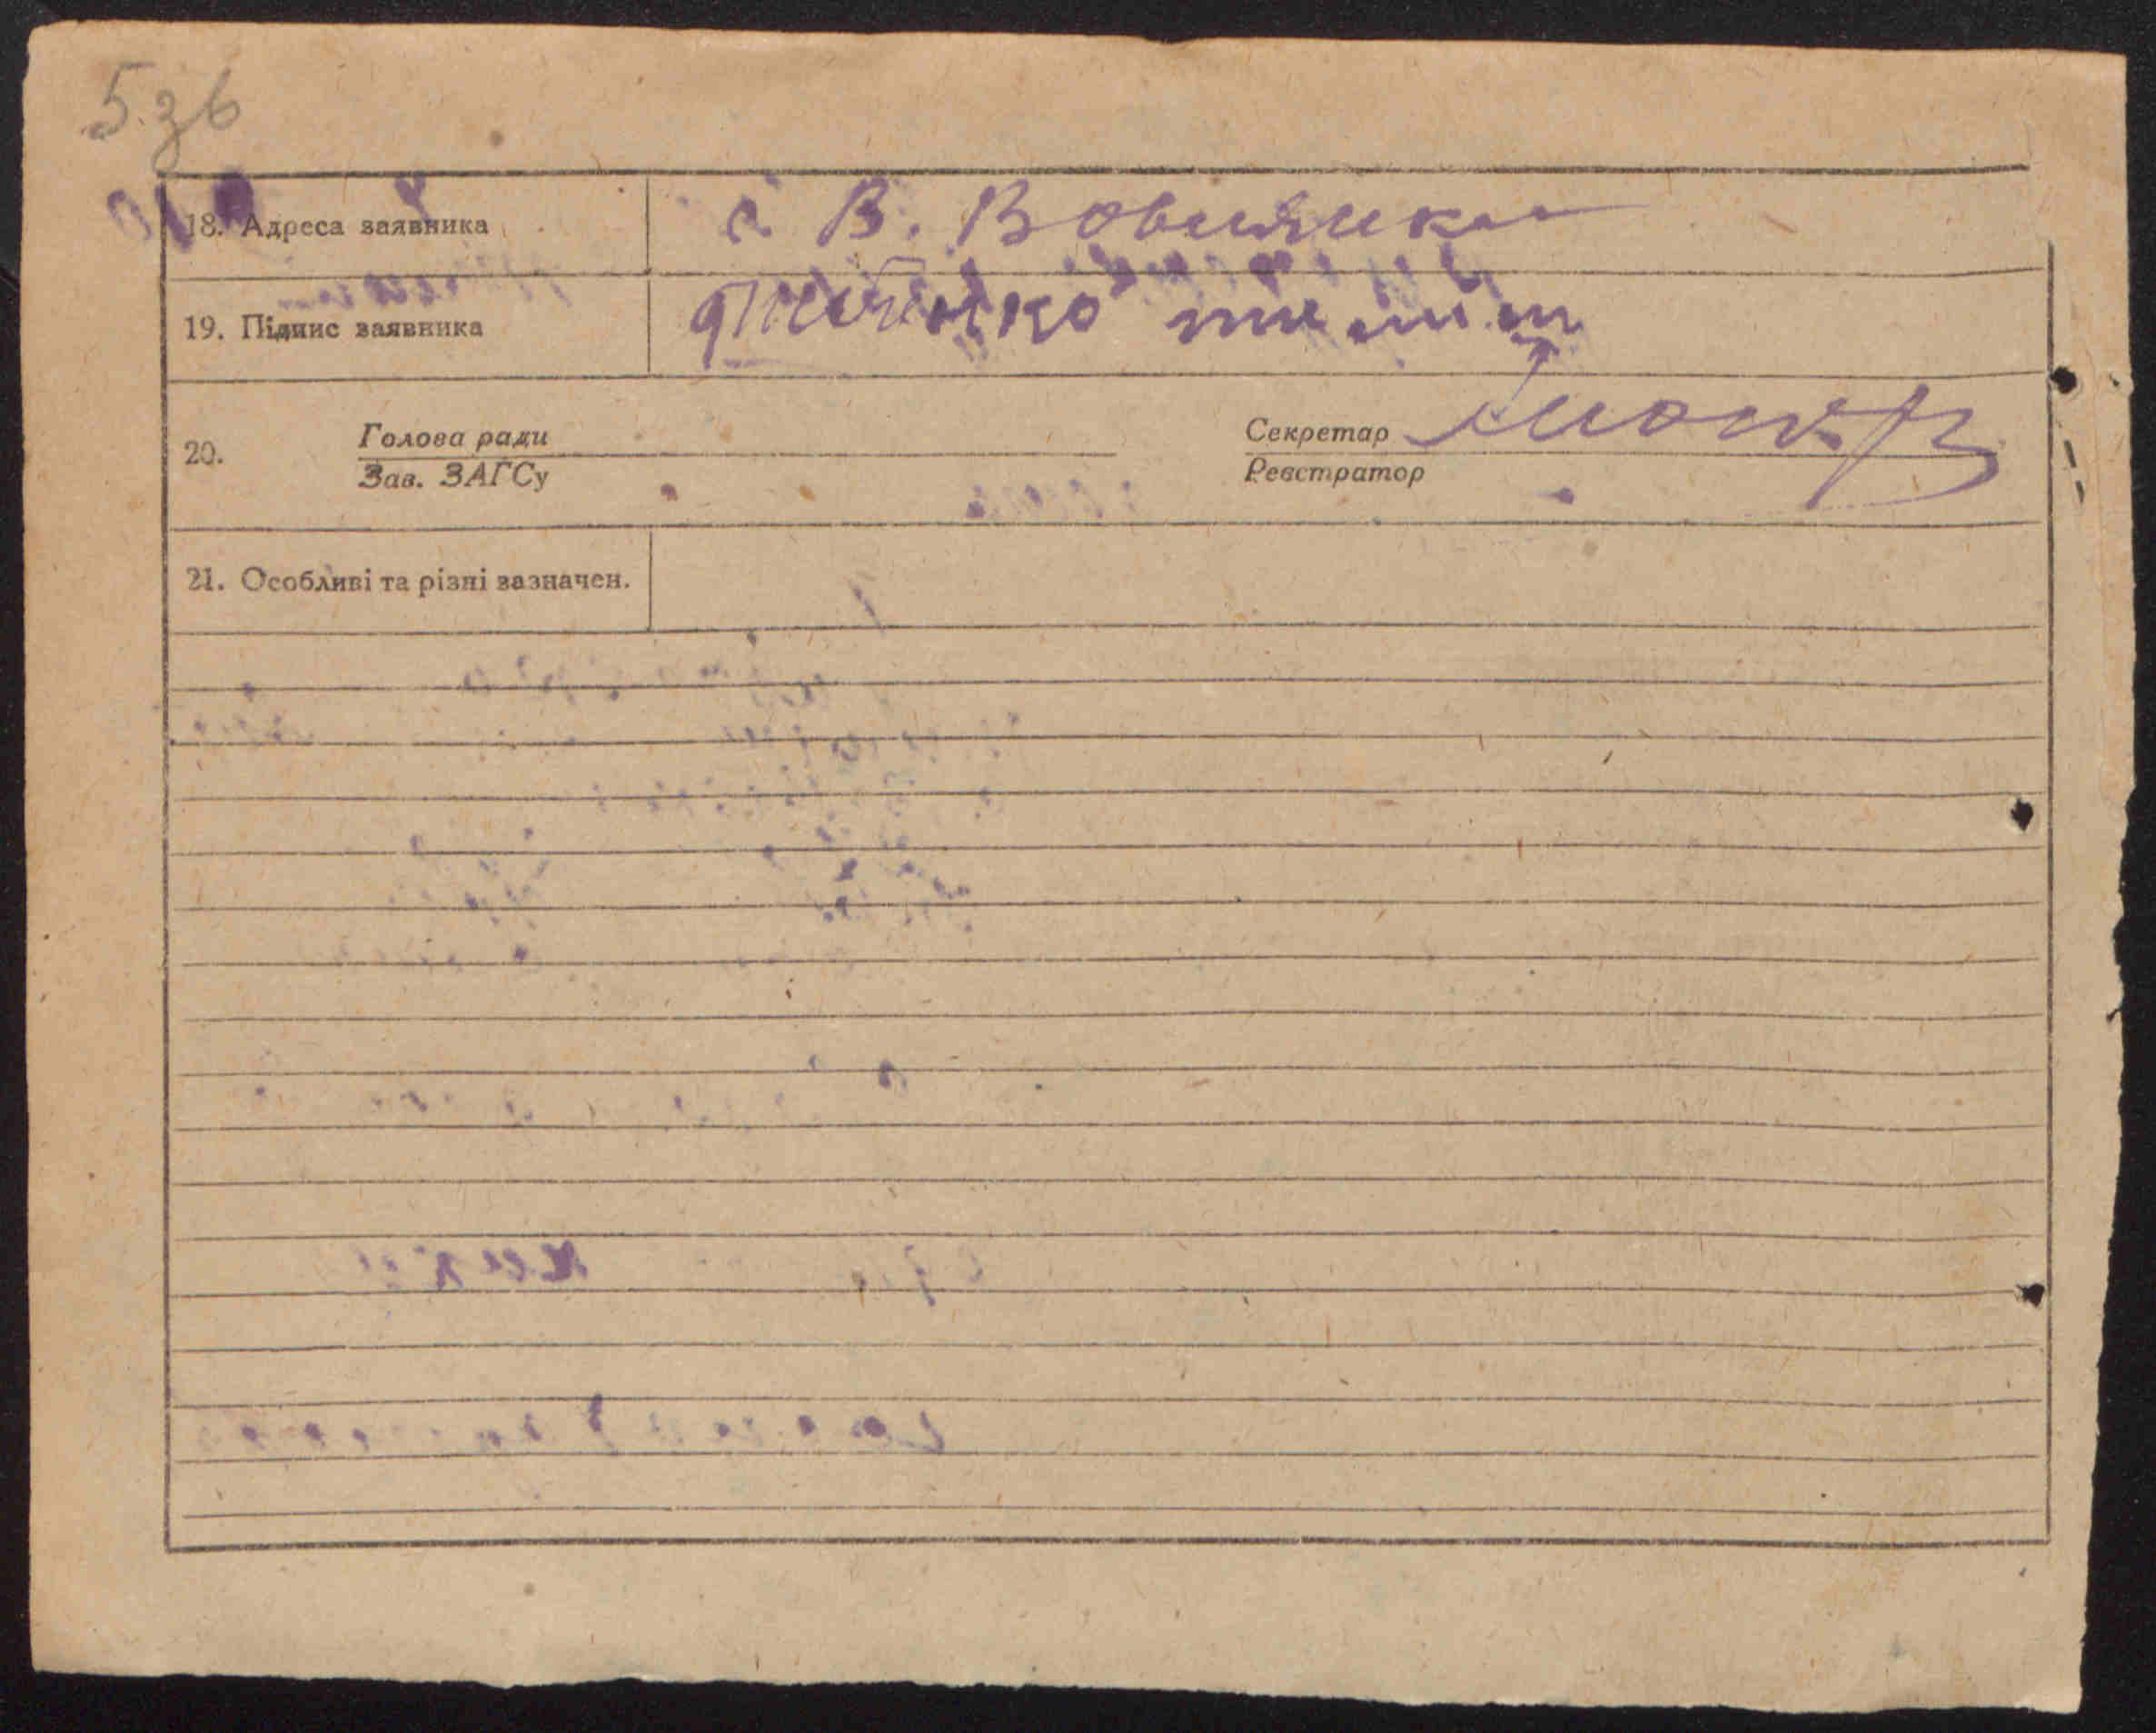 5зв
18. Адреса заявника с В. Вовнянка
19. Підпис заявника
20. Голова ради Секретар
Зав. ЗАГСу Реєстратор
21. Особливі та різні зазначен.